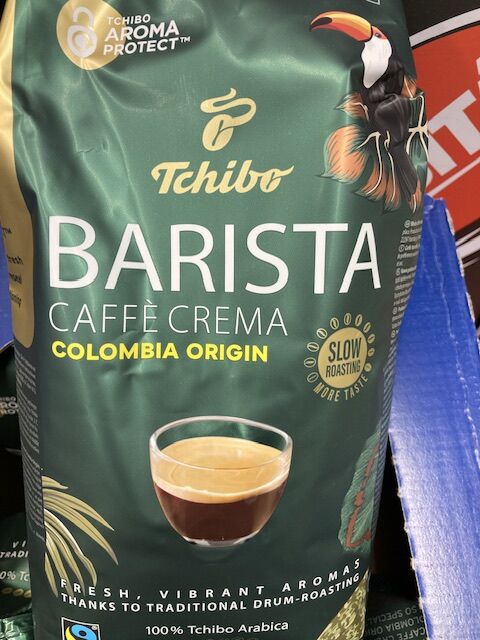 TCHIBO
AROMA
PROTECT™
Tchibo
BARISTA
CAFFÈ CREMA
COLOMBIA ORIGIN
SLOW
ROASTING
MORE TASTE
FRESH, VIBRANT AROMAS
THANKS TO TRADITIONAL DRUM-ROASTING
100% Tchibo Arabica